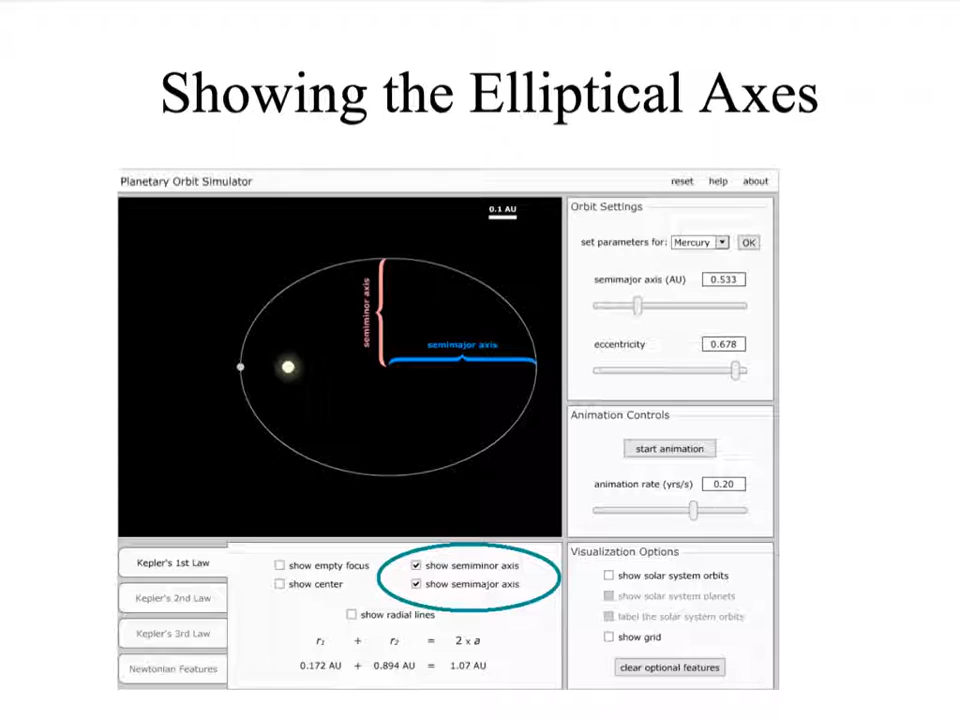 Showing the Elliptical Axes
Planetary Orbit Simulator
reset help about
0.1 AU
semiminor axis
semimajor axis
Orbit Settings
set parameters for: Mercury OK
semimajor axis (AU) 0.533
eccentricity 0.678
Animation Controls
start animation
animation rate (yrs/s) 0.20
Kepler's 1st Law
Kepler's 2nd Law
Kepler's 3rd Law
Newtonian Features
show empty focus
show center
show semiminor axis
show semimajor axis
show radial lines
r₁ + r₂ = 2 x a
0.172 AU + 0.894 AU = 1.07 AU
Visualization Options
show solar system orbits
show solar system planets
label the solar system orbits
show grid
clear optional features